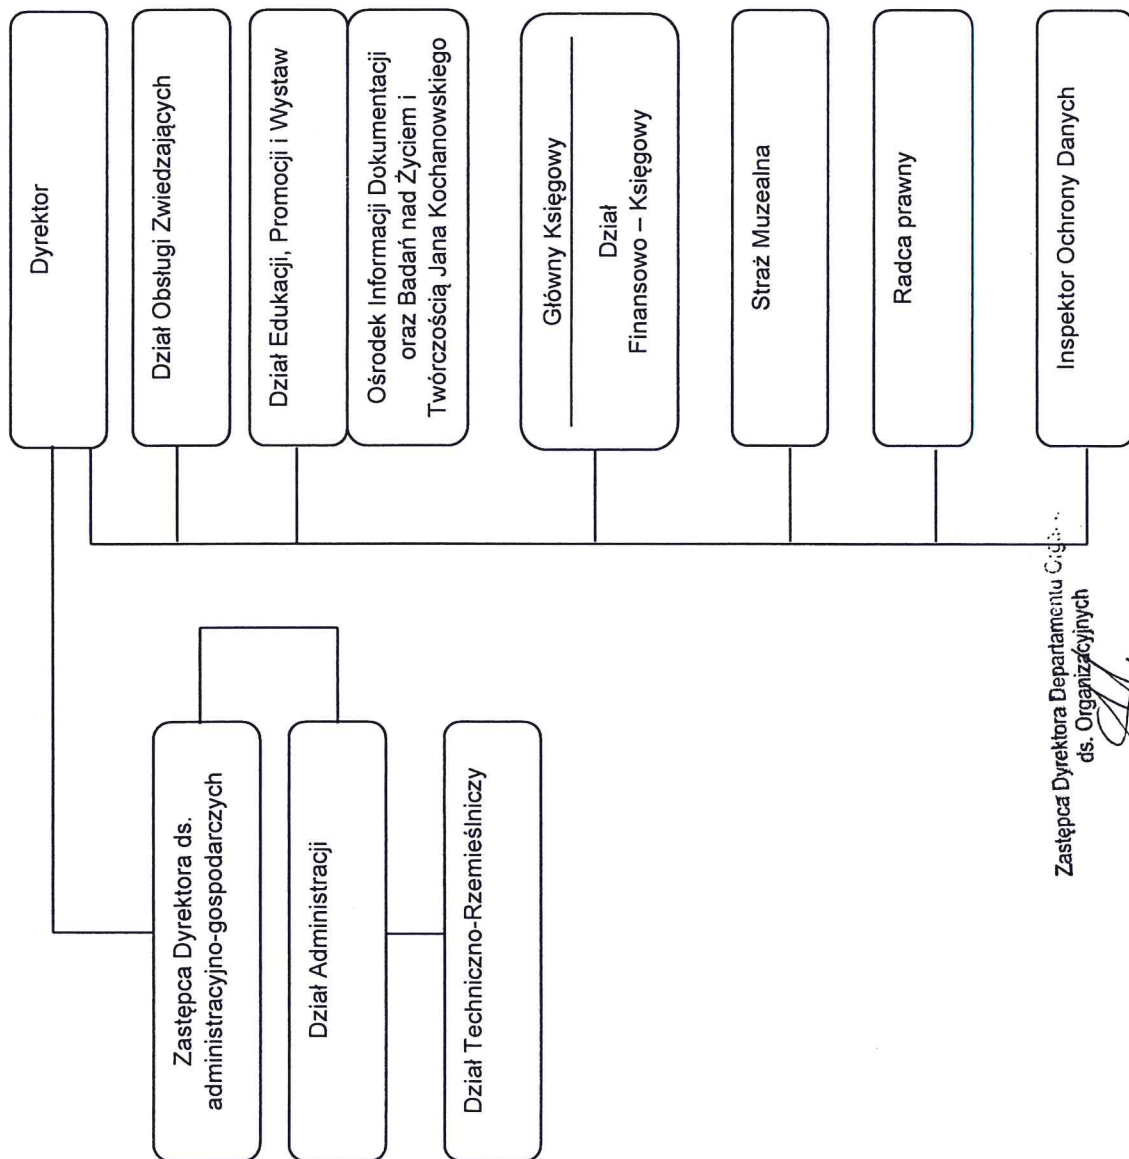 Dyrektor
Dział Obsługi Zwiedzających
Dział Edukacji, Promocji i Wystaw
Ośrodek Informacji Dokumentacji
oraz Badań nad Życiem i
Twórczością Jana Kochanowskiego
Główny Księgowy
Dział
Finansowo – Księgowy
Straż Muzealna
Radca prawny
Inspektor Ochrony Danych
Zastępca Dyrektora ds.
administracyjno-gospodarczych
Dział Administracji
Dział Techniczno-Rzemieślniczy
Zastępca Dyrektora Departamentu
ds. Organizacyjnych